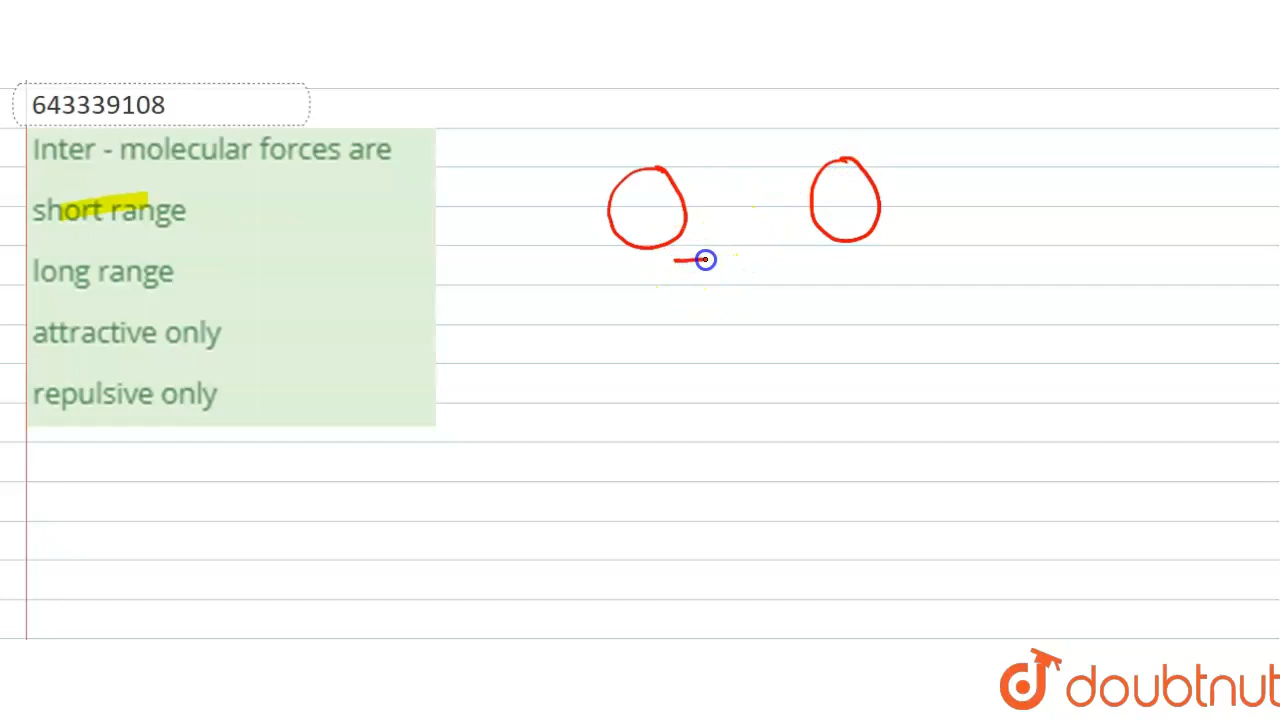 643339108
Inter - molecular forces are
short range
long range
attractive only
repulsive only
doubtnut